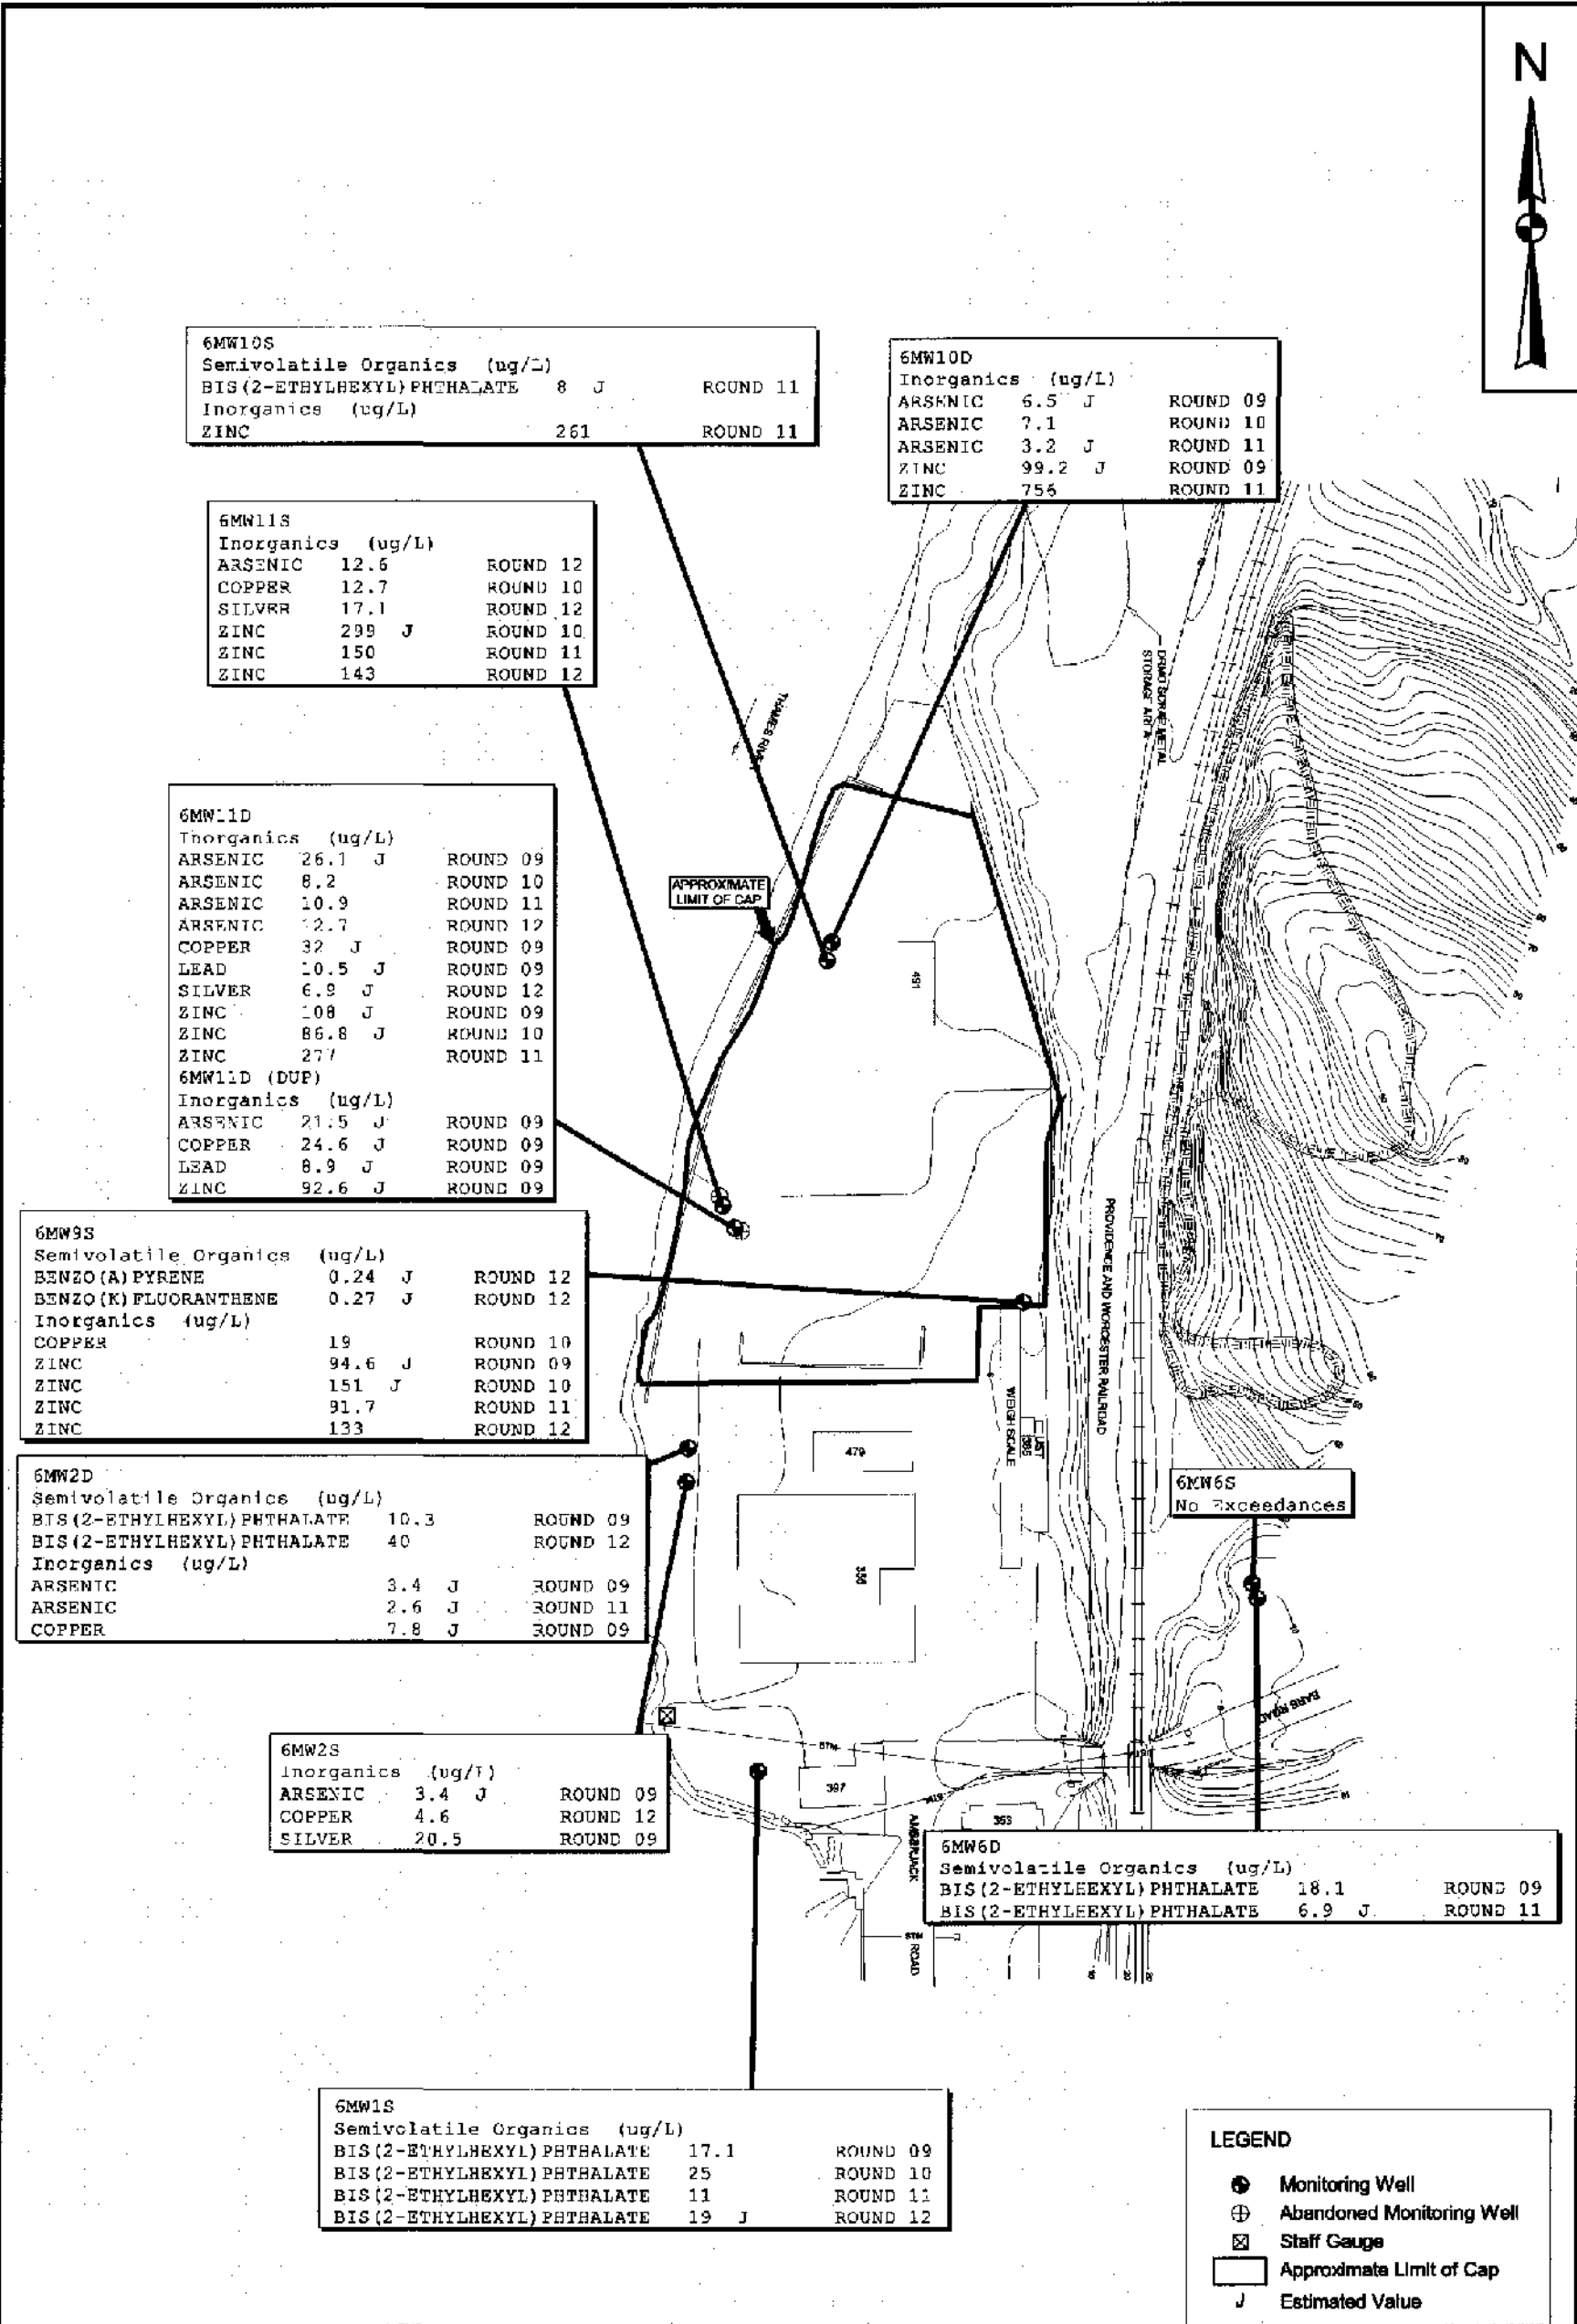 N
6MW10S
Semivolatile Organics (ug/L)
BIS(2-ETHYLHEXYL)PHTHALATE 8 J ROUND 11
Inorganics (ug/L)
ZINC 261 ROUND 11
6MW10D
Inorganics (ug/L)
ARSENIC 6.5 J ROUND 09
ARSENIC 7.1 ROUND 10
ARSENIC 3.2 J ROUND 11
ZINC 99.2 J ROUND 09
ZINC 756 ROUND 11
6MW11S
Inorganics (ug/L)
ARSENIC 12.6 ROUND 12
COPPER 12.7 ROUND 10
SILVER 17.1 ROUND 12
ZINC 299 J ROUND 10
ZINC 150 ROUND 11
ZINC 143 ROUND 12
THAMES RIVER
DRMO SCRAP METAL
STORAGE AREA
6MW11D
Inorganics (ug/L)
ARSENIC 26.1 J ROUND 09
ARSENIC 8.2 ROUND 10
ARSENIC 10.9 ROUND 11
ARSENIC 12.7 ROUND 12
COPPER 32 J ROUND 09
LEAD 10.5 J ROUND 09
SILVER 6.9 J ROUND 12
ZINC 108 J ROUND 09
ZINC 86.8 J ROUND 10
ZINC 277 ROUND 11
6MW11D (DUP)
Inorganics (ug/L)
ARSENIC 21.5 J ROUND 09
COPPER 24.6 J ROUND 09
LEAD 8.9 J ROUND 09
ZINC 92.6 J ROUND 09
APPROXIMATE
LIMIT OF CAP
491
PROVIDENCE AND WORCESTER RAILROAD
6MW9S
Semivolatile Organics (ug/L)
BENZO(A)PYRENE 0.24 J ROUND 12
BENZO(K)FLUORANTHENE 0.27 J ROUND 12
Inorganics (ug/L)
COPPER 19 ROUND 10
ZINC 94.6 J ROUND 09
ZINC 151 J ROUND 10
ZINC 91.7 ROUND 11
ZINC 133 ROUND 12
WEIGH SCALE
479
6MW2D
Semivolatile Organics (ug/L)
BIS(2-ETHYLHEXYL)PHTHALATE 10.3 ROUND 09
BIS(2-ETHYLHEXYL)PHTHALATE 40 ROUND 12
Inorganics (ug/L)
ARSENIC 3.4 J ROUND 09
ARSENIC 2.6 J ROUND 11
COPPER 7.8 J ROUND 09
6MW6S
No Exceedances
BARB ROAD
6MW2S
Inorganics (ug/L)
ARSENIC 3.4 J ROUND 09
COPPER 4.6 ROUND 12
SILVER 20.5 ROUND 09
STM
397
353
6MW6D
Semivolatile Organics (ug/L)
BIS(2-ETHYLHEXYL)PHTHALATE 18.1 ROUND 09
BIS(2-ETHYLHEXYL)PHTHALATE 6.9 J ROUND 11
AMBERJACK
ROAD
STM
6MW1S
Semivolatile Organics (ug/L)
BIS(2-ETHYLHEXYL)PHTHALATE 17.1 ROUND 09
BIS(2-ETHYLHEXYL)PHTHALATE 25 ROUND 10
BIS(2-ETHYLHEXYL)PHTHALATE 11 ROUND 11
BIS(2-ETHYLHEXYL)PHTHALATE 19 J ROUND 12
LEGEND
Monitoring Well
Abandoned Monitoring Well
Staff Gauge
Approximate Limit of Cap
J Estimated Value